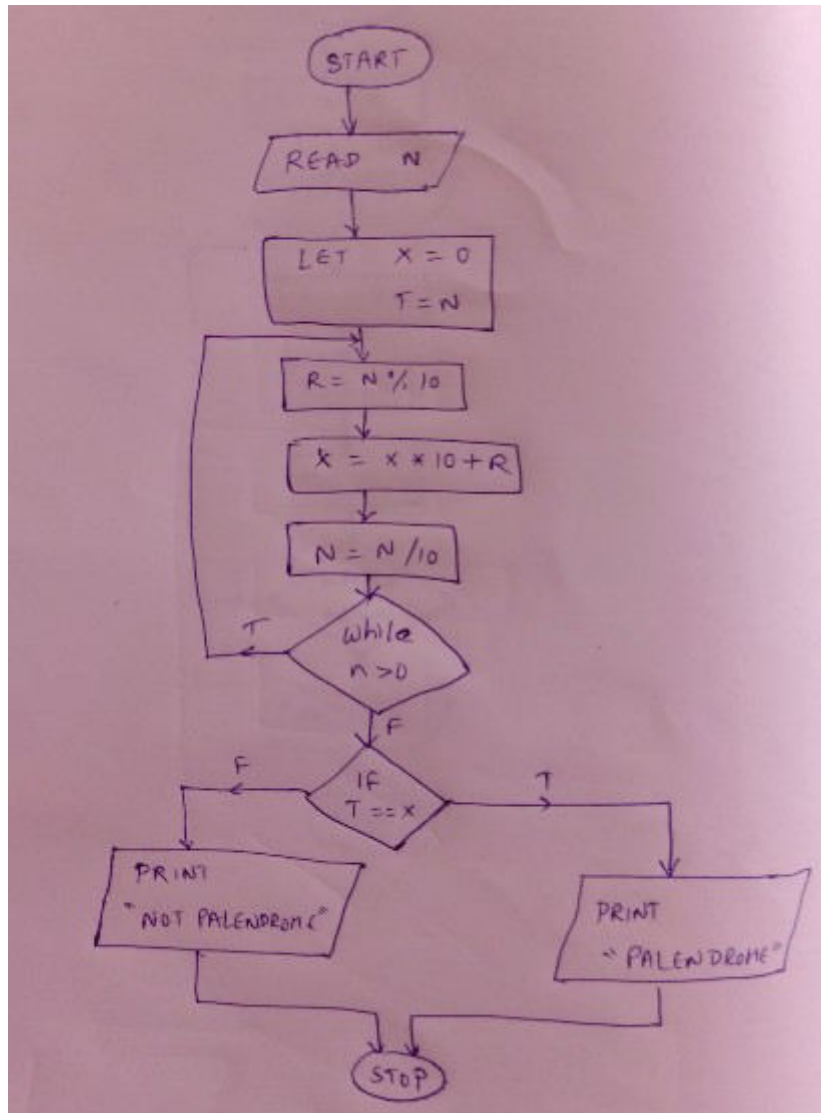 START
READ N
LET X = 0
T = N
R = N % 10
X = X * 10 + R
N = N / 10
while
n > 0
T
F
IF
T == X
F
T
PRINT
"NOT PALENDROME"
PRINT
"PALENDROME"
STOP